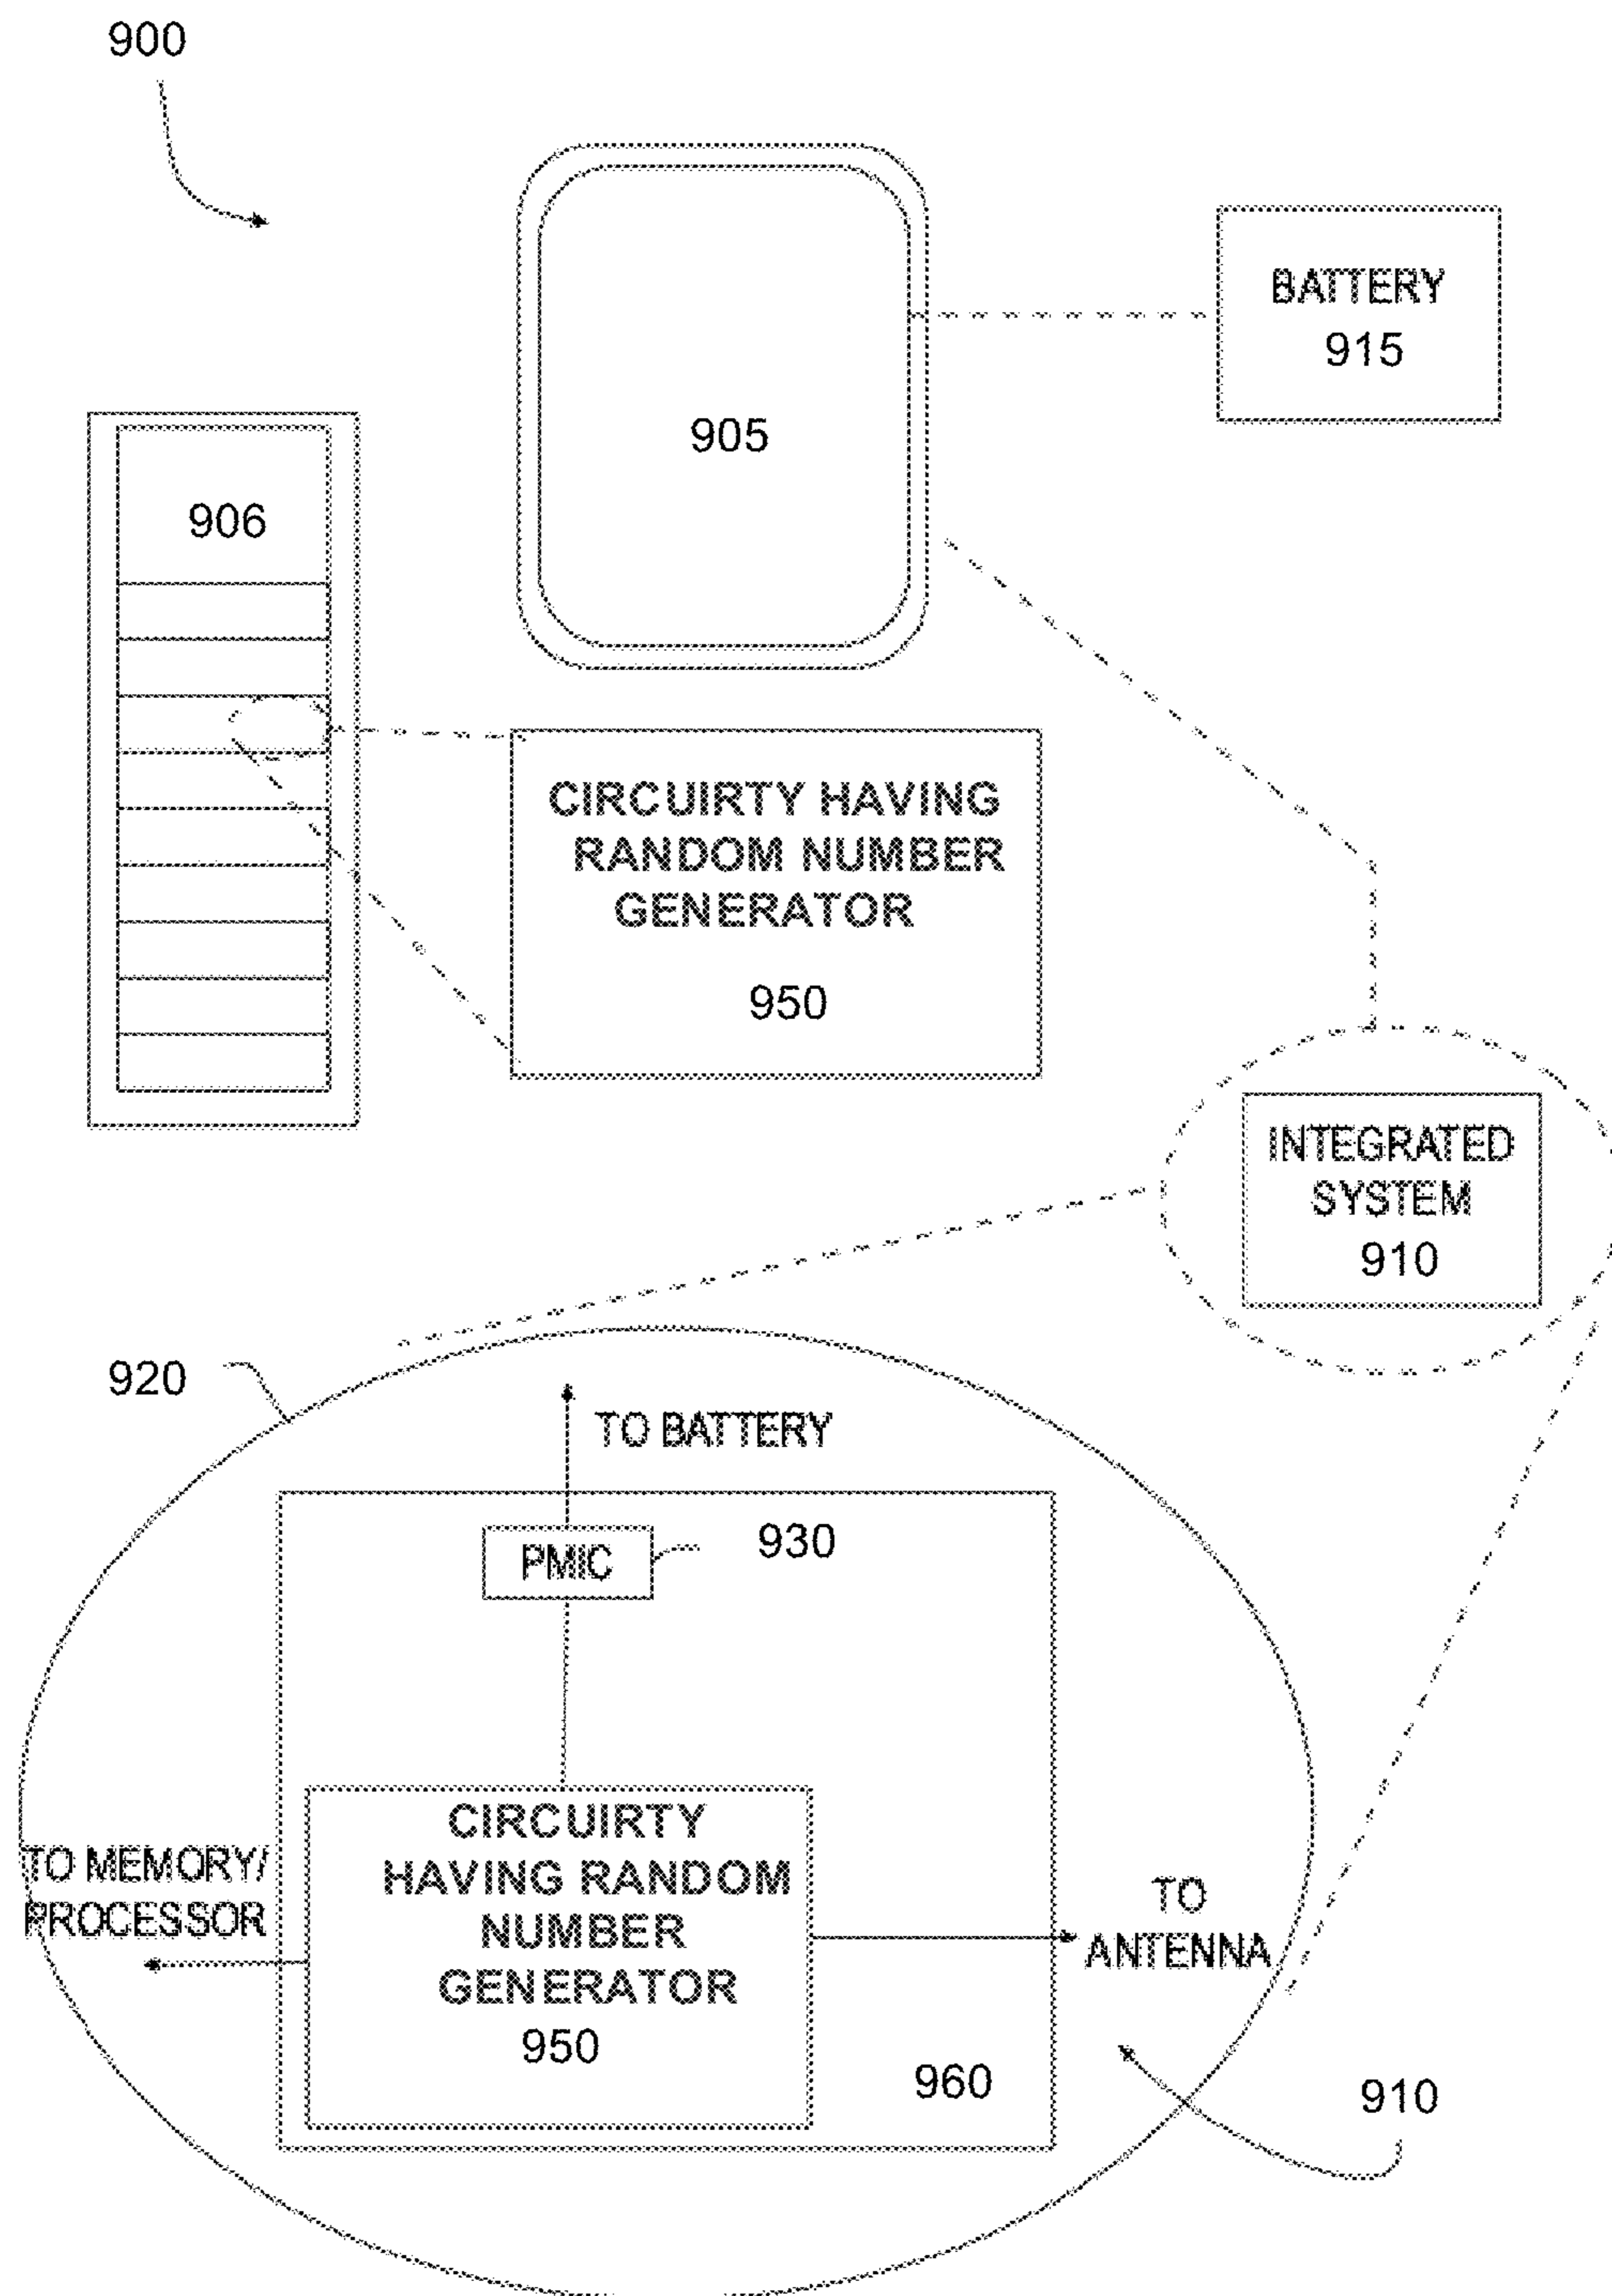 900
BATTERY
915
905
906
CIRCUIRTY HAVING
RANDOM NUMBER
GENERATOR
950
INTEGRATED
SYSTEM
910
920
TO BATTERY
PMIC
930
CIRCUIRTY
HAVING RANDOM
NUMBER
GENERATOR
950
TO MEMORY/
PROCESSOR
TO
ANTENNA
960
910